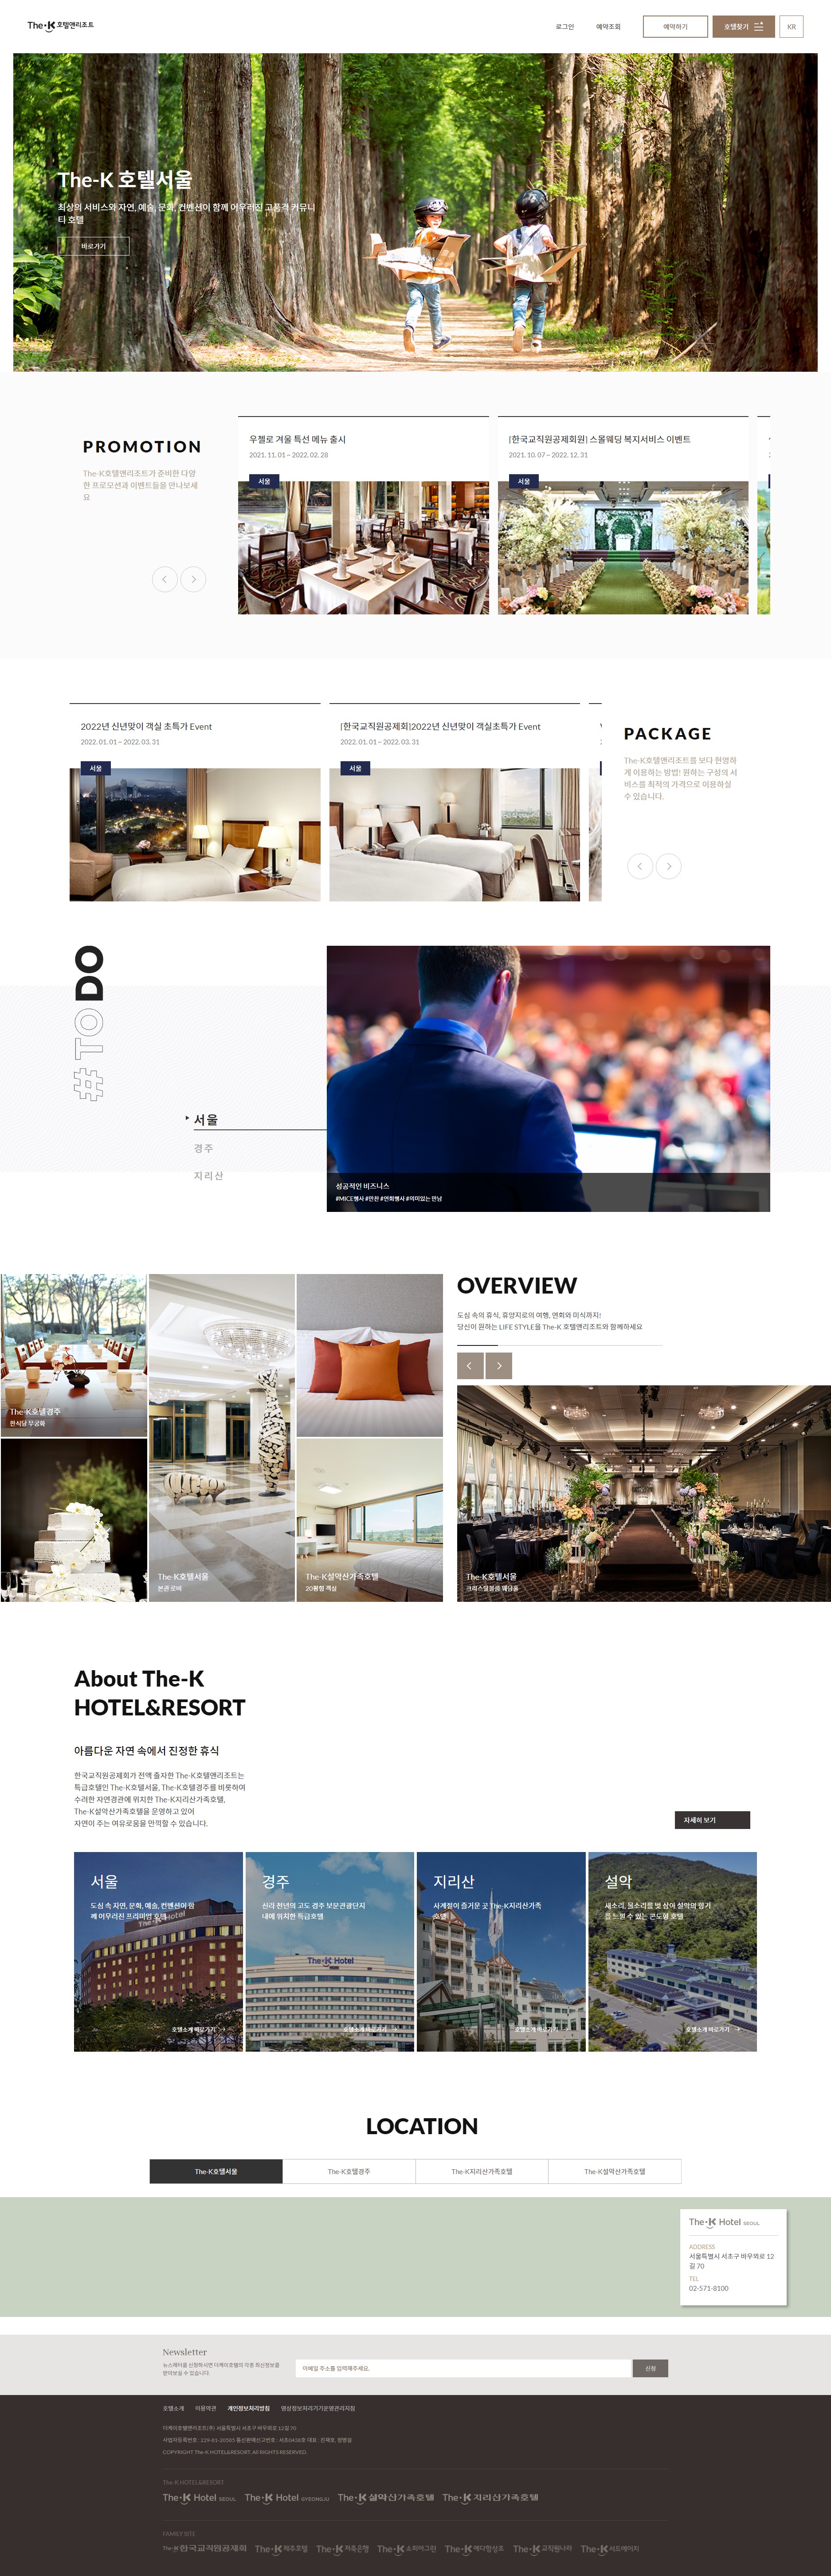 The-K 호텔앤리조트
로그인
예약조회
예약하기
호텔찾기
KR
The-K 호텔서울
최상의 서비스와 자연, 예술, 문화, 컨벤션이 함께 어우러진 고품격 커뮤니
티 호텔
바로가기
PROMOTION
The-K호텔앤리조트가 준비한 다양
한 프로모션과 이벤트들을 만나보세
요
우첼로 겨울 특선 메뉴 출시
2021. 11. 01 ~ 2022. 02. 28
서울
[한국교직원공제회원] 스몰웨딩 복지서비스 이벤트
2021. 10. 07 ~ 2022. 12. 31
서울
2022년 신년맞이 객실 초특가 Event
2022. 01. 01 ~ 2022. 03. 31
서울
[한국교직원공제회]2022년 신년맞이 객실초특가 Event
2022. 01. 01 ~ 2022. 03. 31
서울
PACKAGE
The-K호텔앤리조트를 보다 현명하
게 이용하는 방법! 원하는 구성의 서
비스를 최적의 가격으로 이용하실
수 있습니다.
#TO DO
서울
경주
지리산
성공적인 비즈니스
#MICE행사 #만찬 #연회행사 #의미있는 만남
The-K호텔경주
한식당 무궁화
The-K호텔서울
본관 로비
The-K설악산가족호텔
20평형 객실
OVERVIEW
도심 속의 휴식, 휴양지로의 여행, 연회와 미식까지!
당신이 원하는 LIFE STYLE을 The-K 호텔앤리조트와 함께하세요
The-K호텔서울
크리스탈볼룸 웨딩홀
About The-K
HOTEL&RESORT
아름다운 자연 속에서 진정한 휴식
한국교직원공제회가 전액 출자한 The-K호텔앤리조트는
특급호텔인 The-K호텔서울, The-K호텔경주를 비롯하여
수려한 자연경관에 위치한 The-K지리산가족호텔,
The-K설악산가족호텔을 운영하고 있어
자연이 주는 여유로움을 만끽할 수 있습니다.
자세히 보기
서울
도심 속 자연, 문화, 예술, 컨벤션이 함
께 어우러진 프리미엄 호텔
호텔소개 바로가기
경주
신라 천년의 고도 경주 보문관광단지
내에 위치한 특급호텔
The-K Hotel
호텔소개 바로가기
지리산
사계절이 즐거운 곳 The-K지리산가족
호텔
호텔소개 바로가기
설악
새소리, 물소리를 벗 삼아 설악의 향기
를 느낄 수 있는 콘도형 호텔
호텔소개 바로가기
LOCATION
The-K호텔서울
The-K호텔경주
The-K지리산가족호텔
The-K설악산가족호텔
The-K Hotel SEOUL
ADDRESS
서울특별시 서초구 바우뫼로 12
길 70
TEL
02-571-8100
Newsletter
뉴스레터를 신청하시면 더케이호텔의 각종 최신정보를
받아보실 수 있습니다.
이메일 주소를 입력해주세요.
신청
호텔소개
이용약관
개인정보처리방침
영상정보처리기기운영관리지침
더케이호텔앤리조트(주) 서울특별시 서초구 바우뫼로 12길 70
COPYRIGHT The-K HOTEL&RESORT. All RIGHTS RESERVED.
The-K HOTEL&RESORT
The-K Hotel SEOUL
The-K Hotel GYEONGJU
The-K 설악산가족호텔
The-K 지리산가족호텔
FAMILY SITE
The-K 한국교직원공제회
The-K 제주호텔
The-K 저축은행
The-K 소피아그린
The-K 예다함상조
The-K 교직원나라
The-K 서드에이지